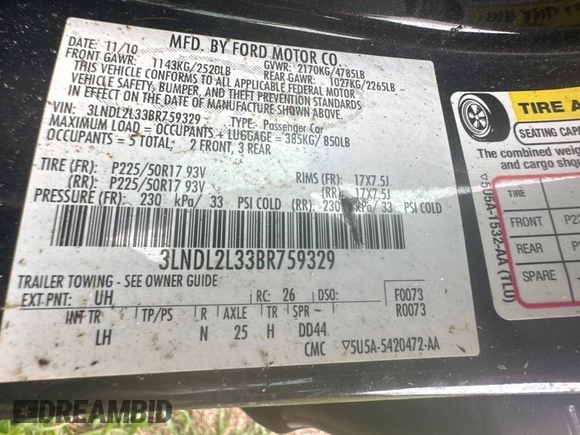 MFD. BY FORD MOTOR CO.
DATE: 11/10 GVWR: 2170KG/4785LB
FRONT GAWR: 1143KG/2520LB REAR GAWR: 1027KG/2265LB
THIS VEHICLE CONFORMS TO ALL APPLICABLE FEDERAL MOTOR
VEHICLE SAFETY, BUMPER, AND THEFT PREVENTION STANDARDS
IN EFFECT ON THE DATE OF MANUFACTURE SHOWN ABOVE.
VIN: 3LNDL2L33BR759329 TYPE: Passenger Car
MAXIMUM LOAD = OCCUPANTS + LUGGAGE = 385KG/850LB
OCCUPANTS = 5 TOTAL, 2 FRONT, 3 REAR
TIRE (FR): P225/50R17 93V RIMS (FR): 17X7.5J
(RR): P225/50R17 93V (RR): 17X7.5J
PRESSURE (FR): 230 kPa/ 33 PSI COLD (RR): 230 kPa/ 33 PSI COLD
3LNDL2L33BR759329
TRAILER TOWING - SEE OWNER GUIDE
EXT PNT: UH RC: 26 DSO: F0073
R0073
INT TR TP/PS R AXLE TR SPR
LH N 25 H DD44
CMC ▽5U5A-5420472-AA
TIRE A
SEATING CAP
The combined weig
and cargo sho
TIRE
FRONT P2
REAR P
SPARE
▽5U5A-1532-AA (TLU)
DREAMBID